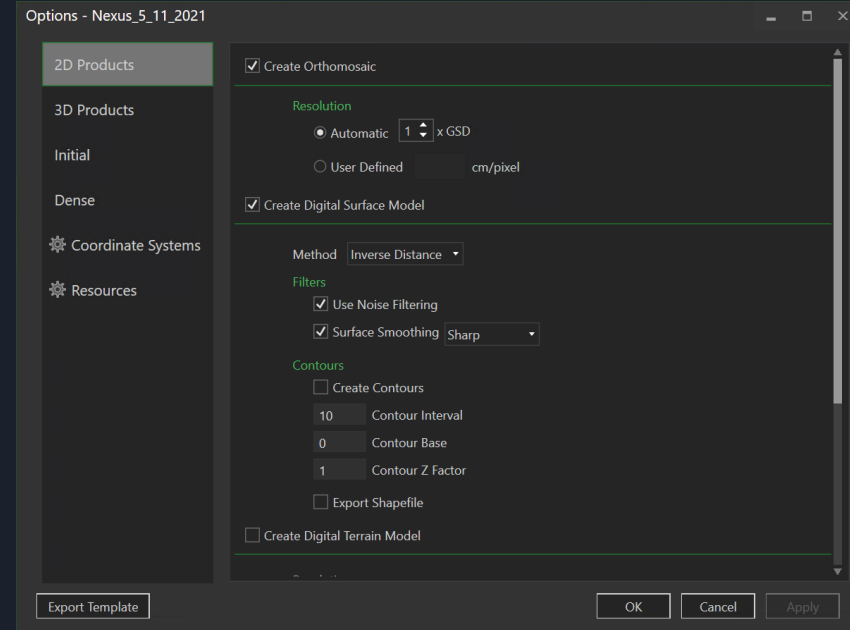 Options - Nexus_5_11_2021
2D Products
3D Products
Initial
Dense
Coordinate Systems
Resources
Create Orthomosaic
Resolution
Automatic 1 x GSD
User Defined cm/pixel
Create Digital Surface Model
Method Inverse Distance
Filters
Use Noise Filtering
Surface Smoothing Sharp
Contours
Create Contours
10 Contour Interval
0 Contour Base
1 Contour Z Factor
Export Shapefile
Create Digital Terrain Model
Export Template
OK Cancel Apply